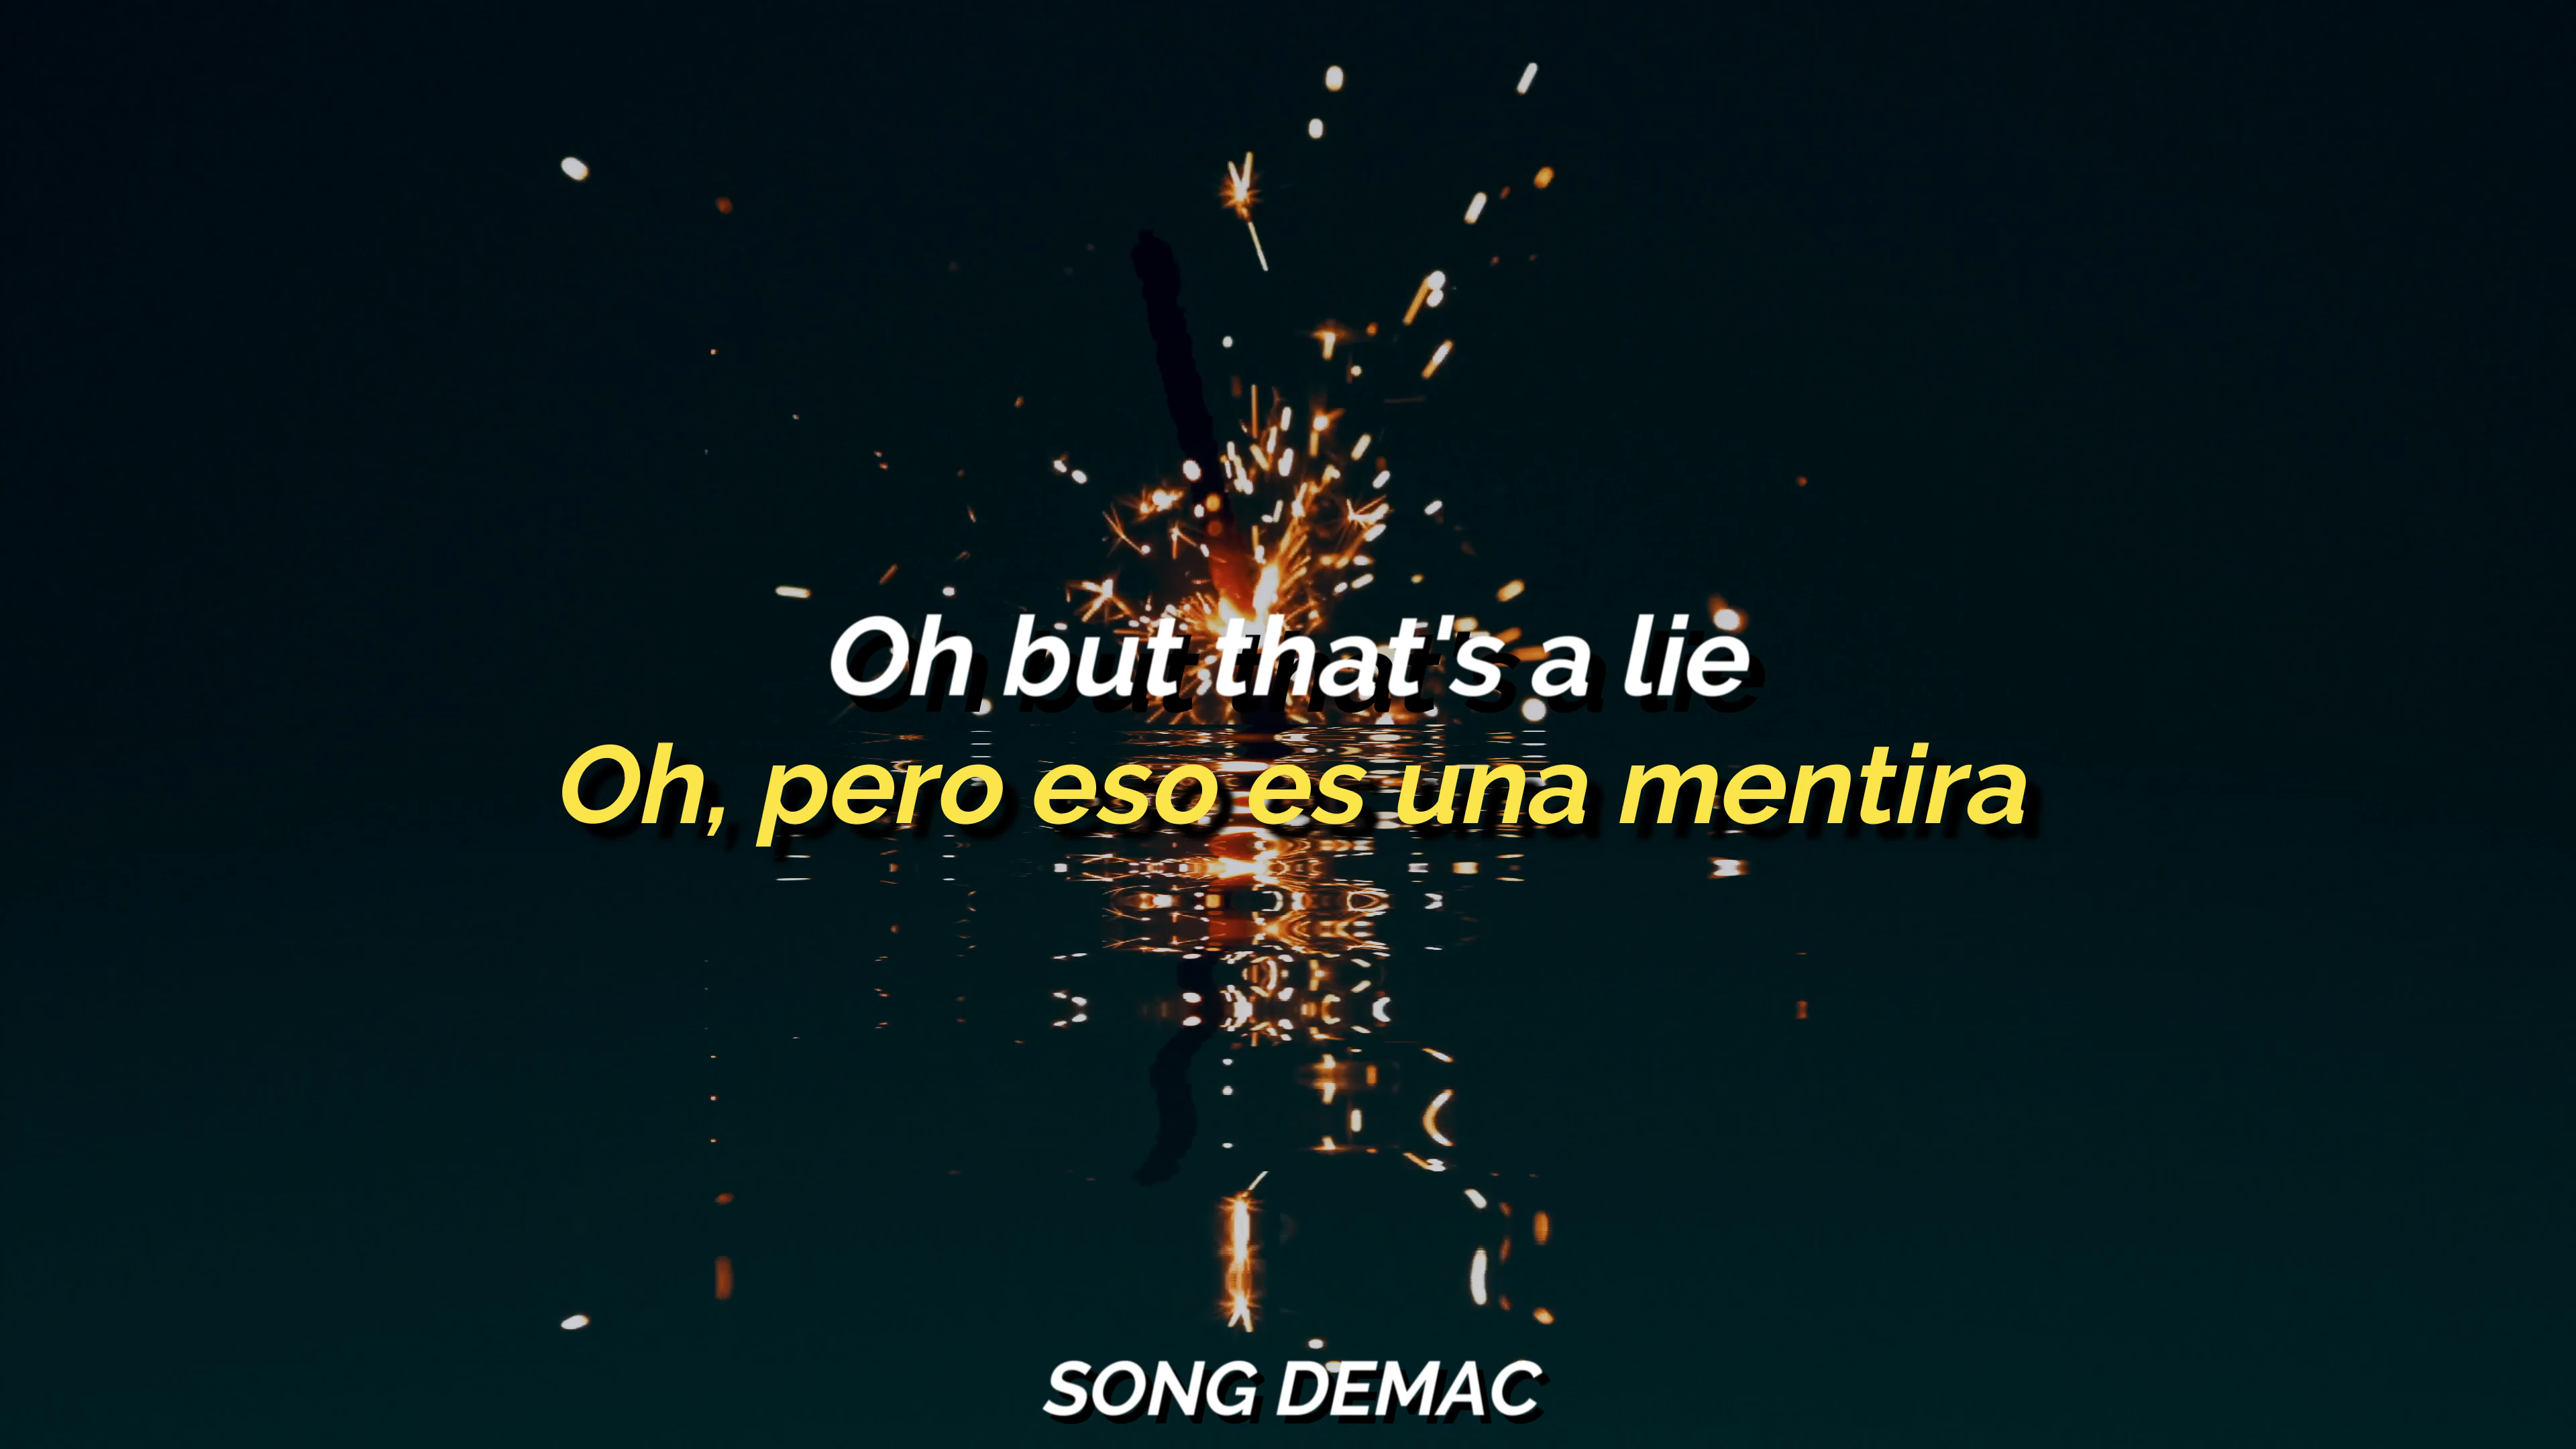 Oh but that's a lie
Oh, pero eso es una mentira
SONG DEMAC